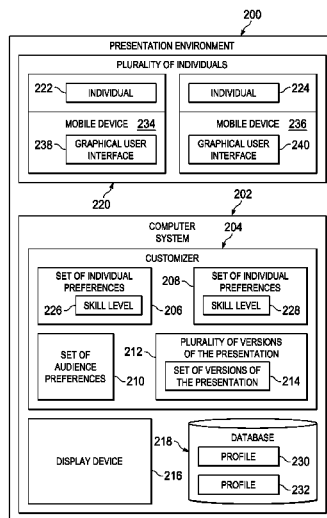 200
PRESENTATION ENVIRONMENT
PLURALITY OF INDIVIDUALS
222 INDIVIDUAL
INDIVIDUAL 224
MOBILE DEVICE 234
MOBILE DEVICE 236
238 GRAPHICAL USER
INTERFACE
GRAPHICAL USER
INTERFACE 240
220
202
COMPUTER
SYSTEM
204
CUSTOMIZER
SET OF INDIVIDUAL
PREFERENCES
226 SKILL LEVEL
206
208
SET OF INDIVIDUAL
PREFERENCES
SKILL LEVEL 228
SET OF
AUDIENCE
PREFERENCES
210
212
PLURALITY OF VERSIONS
OF THE PRESENTATION
SET OF VERSIONS OF
THE PRESENTATION
214
DISPLAY DEVICE
216
218
DATABASE
PROFILE 230
PROFILE 232